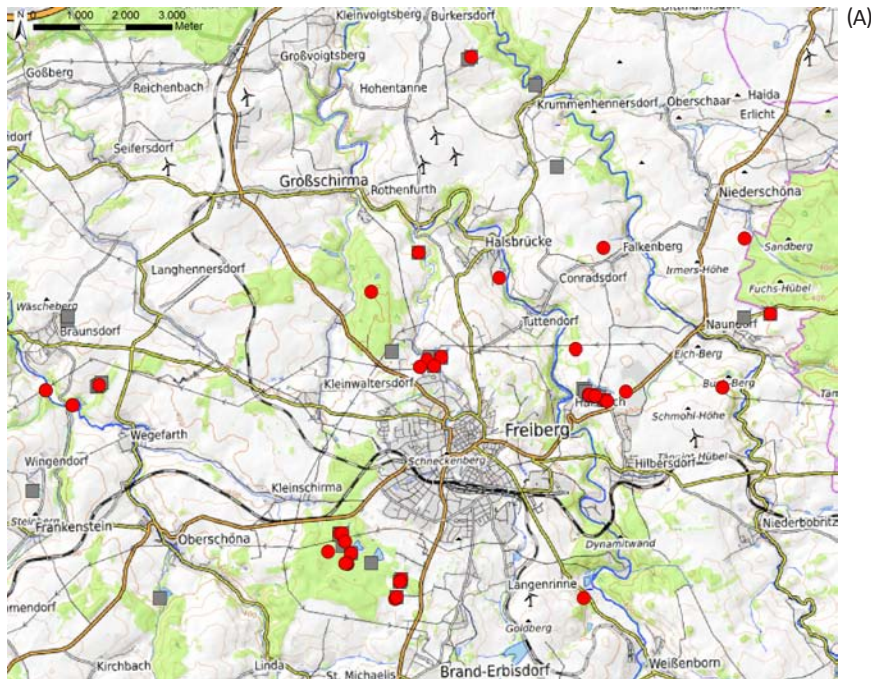 (A)
N
0 1.000 2.000 3.000
Meter
Kleinvoigtsberg
Burkersdorf
Großvoigtsberg
Goßberg
Reichenbach
Hohentanne
Krummenhennersdorf
Oberschaar
Haida
Erlicht
Seifersdorf
Großschirma
Rothenfurth
Niederschöna
Halsbrücke
Falkenberg
Sandberg
Langhennersdorf
Conradsdorf
Irmers-Höhe
Fuchs-Hübel
Wäscheberg
Braunsdorf
Tuttendorf
Naundorf
Eich-Berg
Kleinwaltersdorf
Schmohl-Höhe
Wegefarth
Freiberg
Wingendorf
Schneckenberg
Hilbersdorf
Kleinschirma
Frankenstein
Oberschöna
Niederbobritz
Dynamitwand
Langenrinne
Goldberg
Kirchbach
Linda
St. Michaelis
Brand-Erbisdorf
Weißenborn